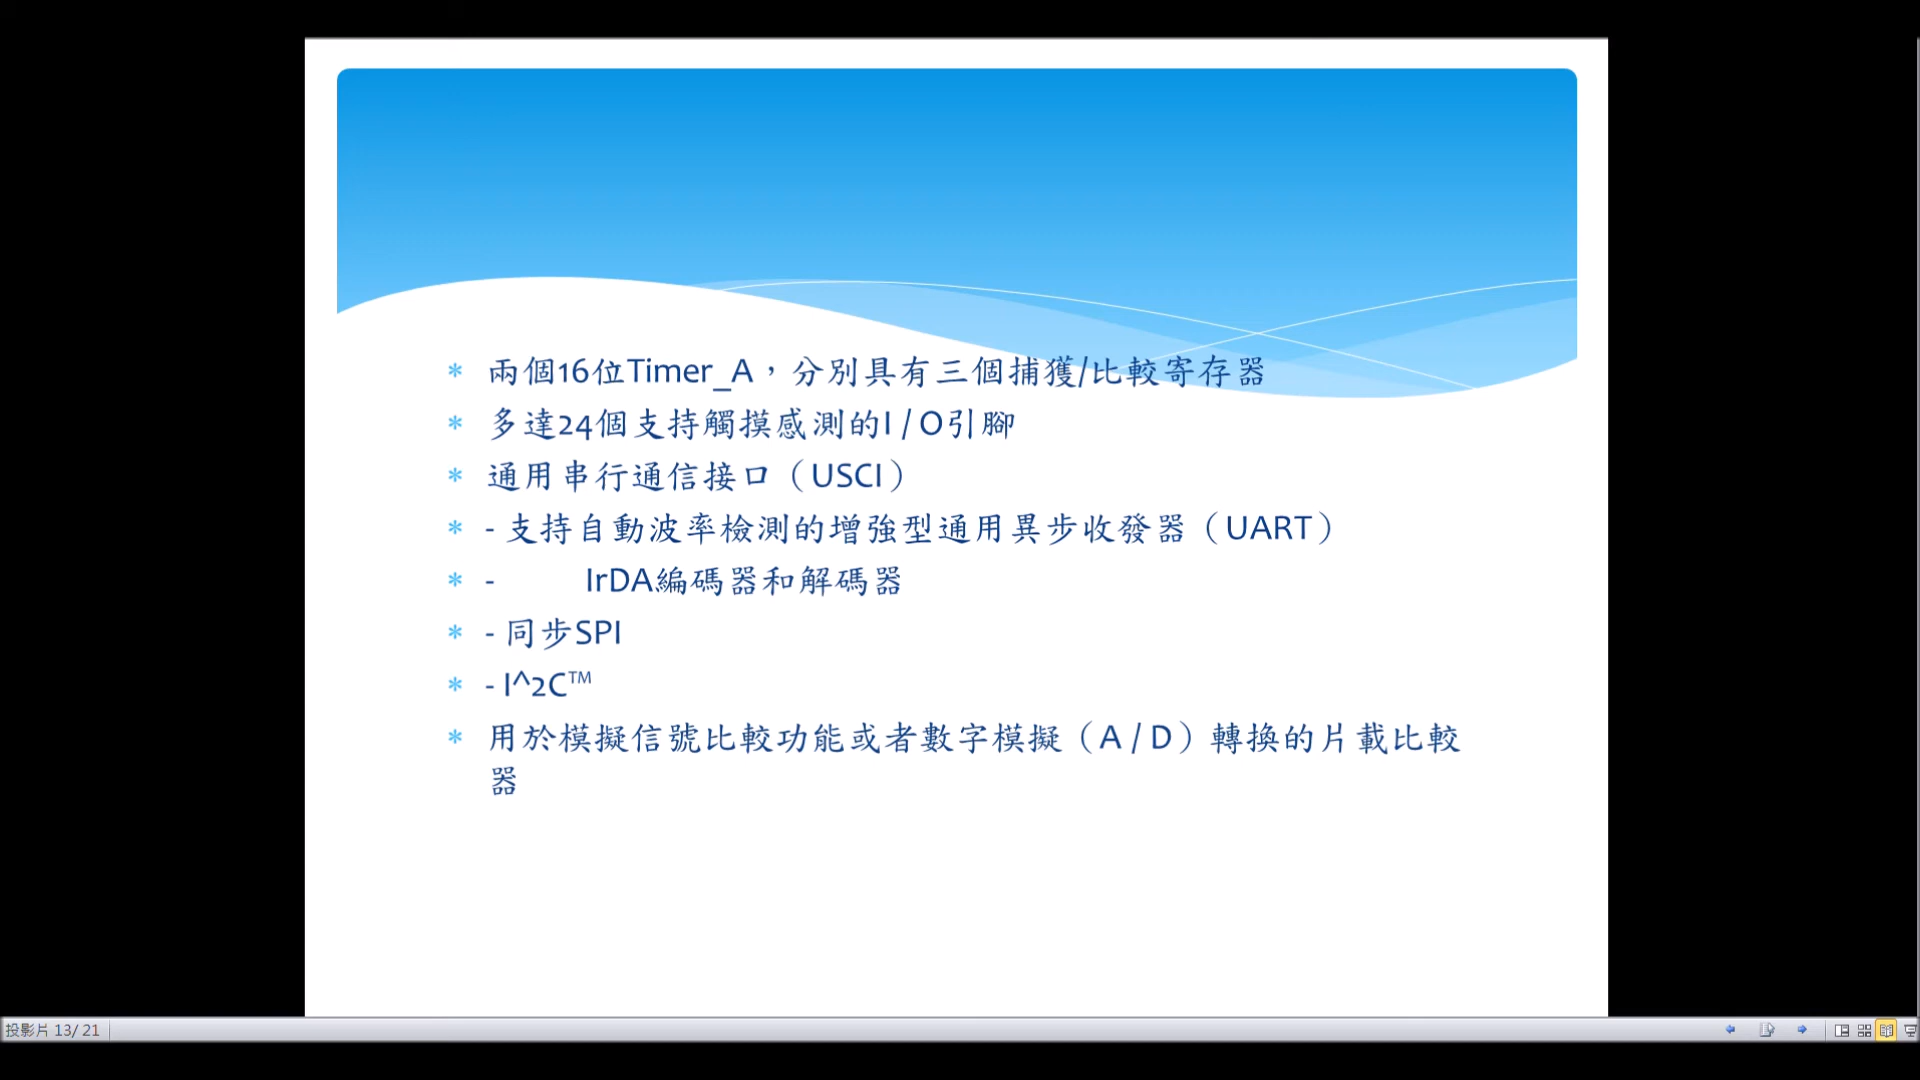 * 兩個16位Timer_A，分別具有三個捕獲/比較寄存器
* 多達24個支持觸摸感測的I / O引腳
* 通用串行通信接口（USCI）
* - 支持自動波率檢測的增強型通用異步收發器（UART）
* - IrDA編碼器和解碼器
* - 同步SPI
* - I^2C™
* 用於模擬信號比較功能或者數字模擬（A / D）轉換的片載比較
器
投影片 13/ 21